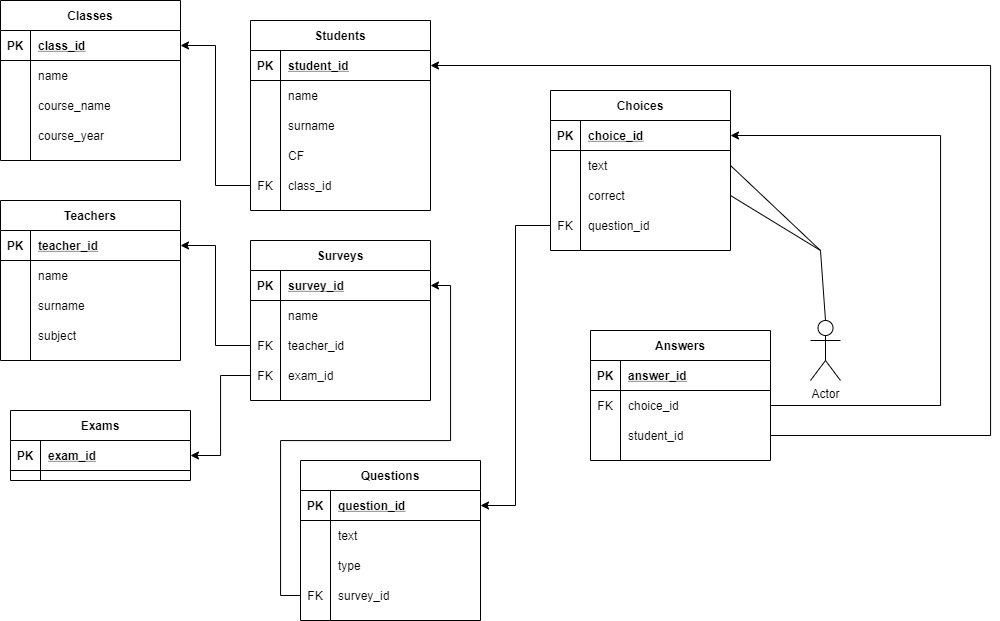 Classes
PK class_id
name
course_name
course_year
Students
PK student_id
name
surname
CF
FK class_id
Teachers
PK teacher_id
name
surname
subject
Surveys
PK survey_id
name
FK teacher_id
FK exam_id
Exams
PK exam_id
Questions
PK question_id
text
type
FK survey_id
Choices
PK choice_id
text
correct
FK question_id
Answers
PK answer_id
FK choice_id
student_id
Actor